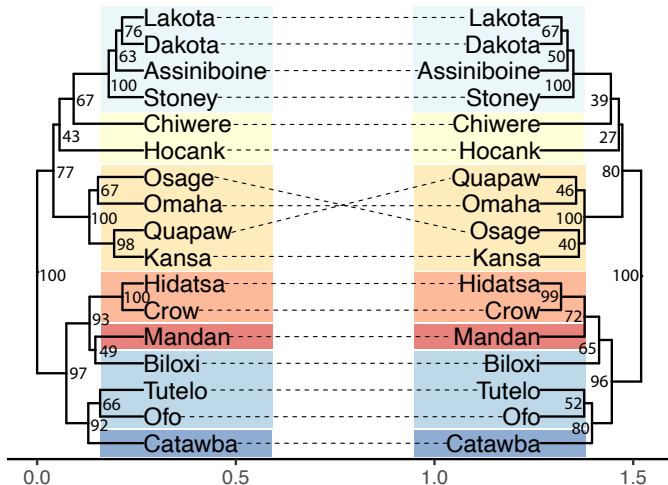 Lakota Lakota
76 67
Dakota Dakota
63 50
Assiniboine Assiniboine
100 100
Stoney Stoney
67 39
Chiwere Chiwere
43 27
Hocank Hocank
77 80
Osage Quapaw
67 46
Omaha Omaha
100 100
Quapaw Osage
98 40
Kansa Kansa
100 100
Hidatsa Hidatsa
100 99
Crow Crow
93 72
Mandan Mandan
49 65
Biloxi Biloxi
97 96
Tutelo Tutelo
66 52
Ofo Ofo
92 80
Catawba Catawba
0.0 0.5 1.0 1.5